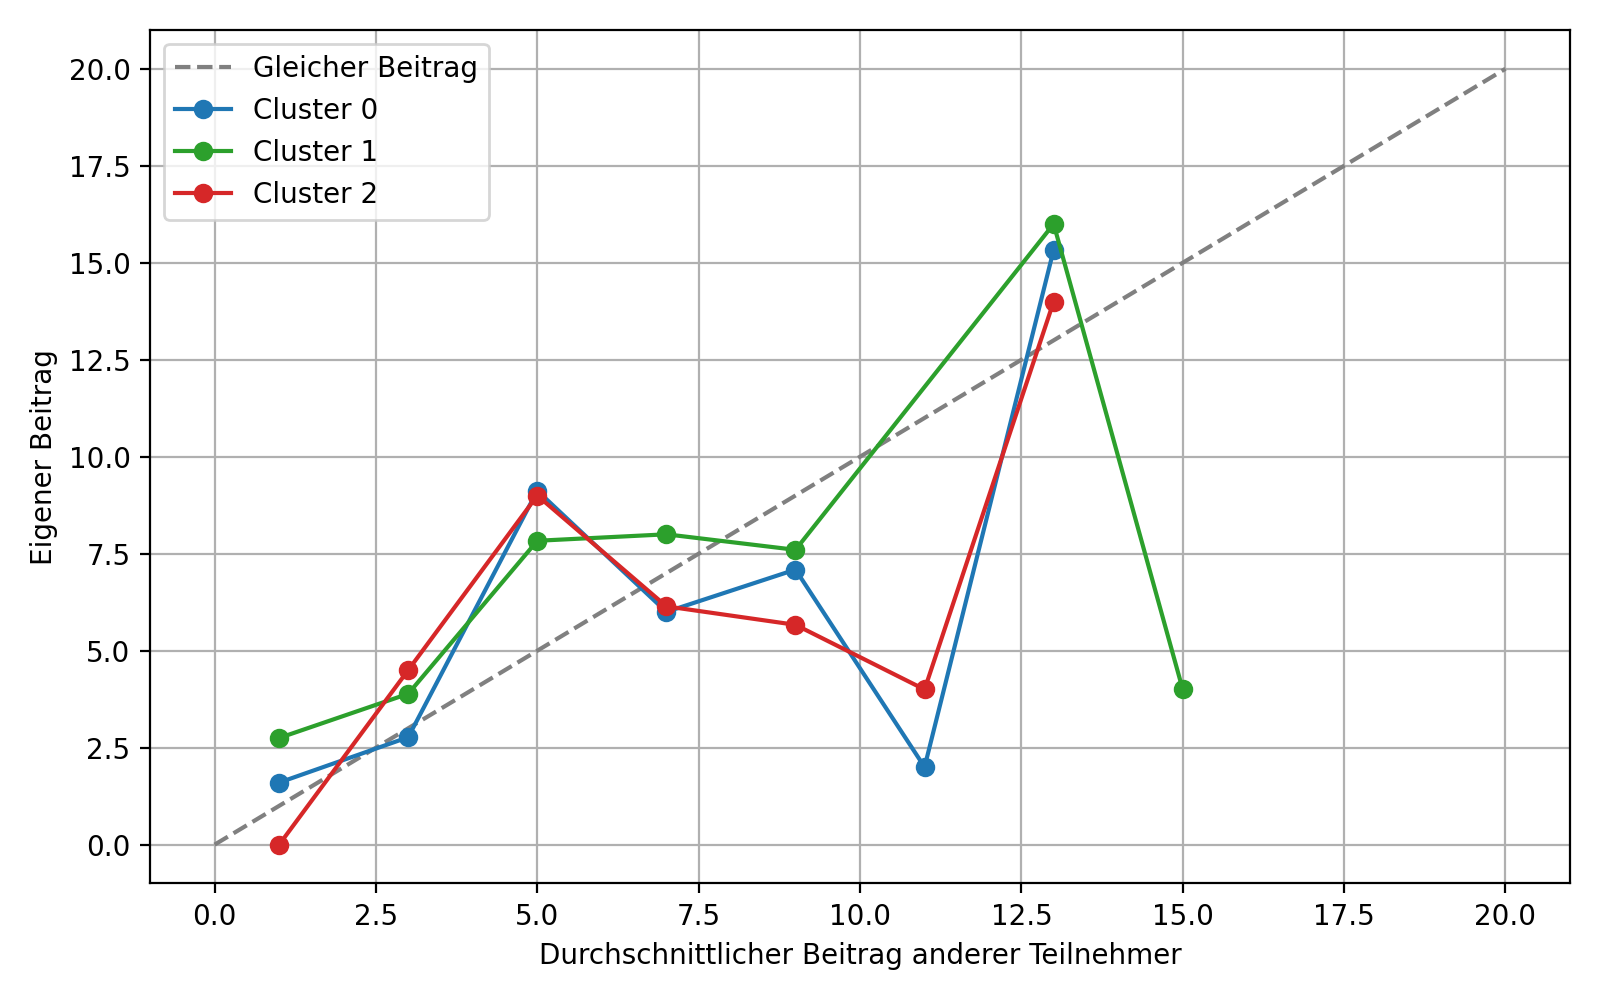 Gleicher Beitrag
Cluster 0
Cluster 1
Cluster 2
20.0
17.5
15.0
12.5
10.0
7.5
5.0
2.5
0.0
Eigener Beitrag
0.0 2.5 5.0 7.5 10.0 12.5 15.0 17.5 20.0
Durchschnittlicher Beitrag anderer Teilnehmer